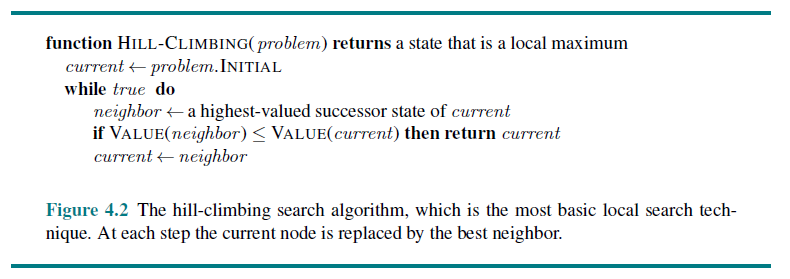 function HILL-CLIMBING(problem) returns a state that is a local maximum
current ← problem.INITIAL
while true do
neighbor ← a highest-valued successor state of current
if VALUE(neighbor) ≤ VALUE(current) then return current
current ← neighbor
Figure 4.2 The hill-climbing search algorithm, which is the most basic local search tech-
nique. At each step the current node is replaced by the best neighbor.